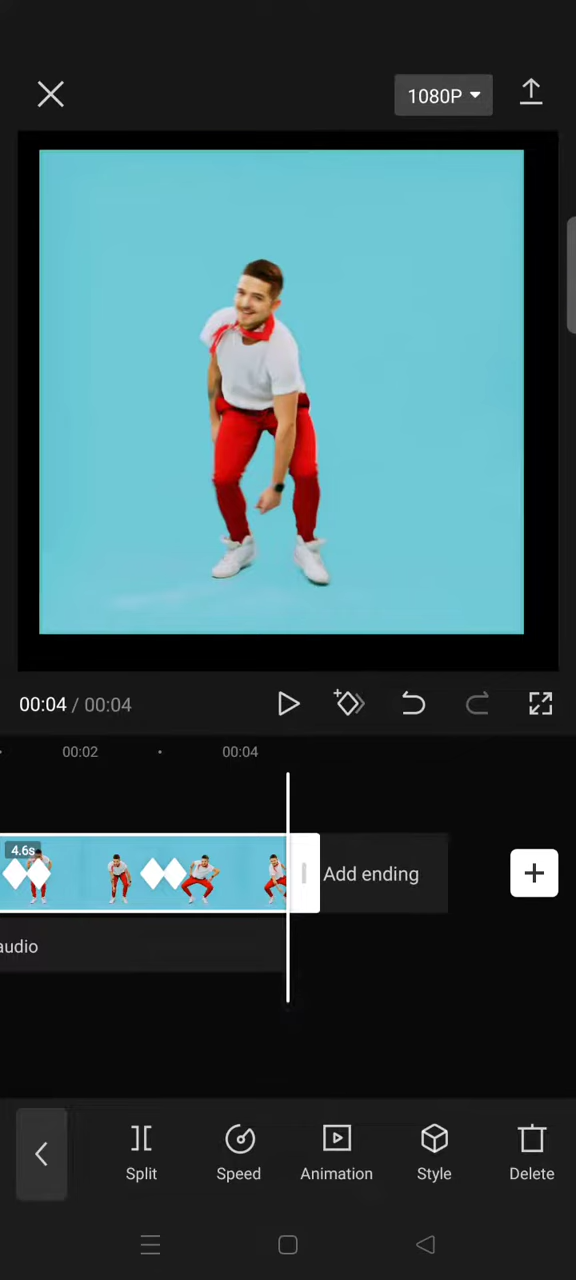 1080P
00:04 / 00:04
00:02
00:04
4.6s
Add ending
audio
Split
Speed
Animation
Style
Delete